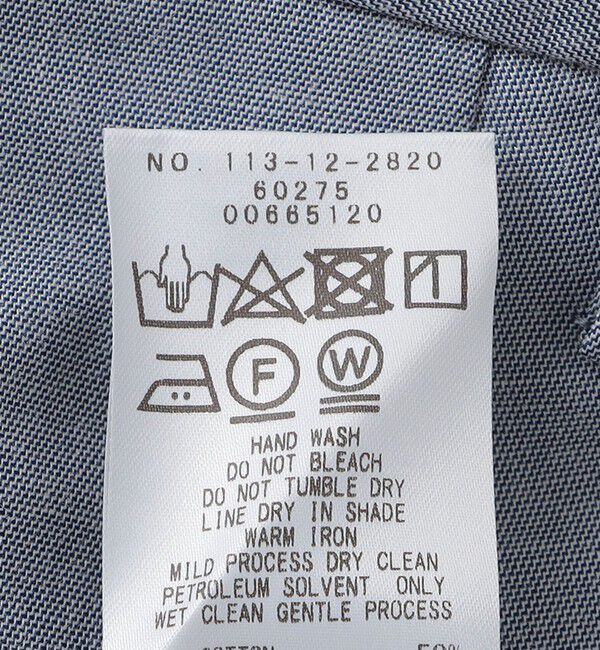 NO. 113-12-2820
60275
00665120
F W
HAND WASH
DO NOT BLEACH
DO NOT TUMBLE DRY
LINE DRY IN SHADE
WARM IRON
MILD PROCESS DRY CLEAN
PETROLEUM SOLVENT ONLY
WET CLEAN GENTLE PROCESS